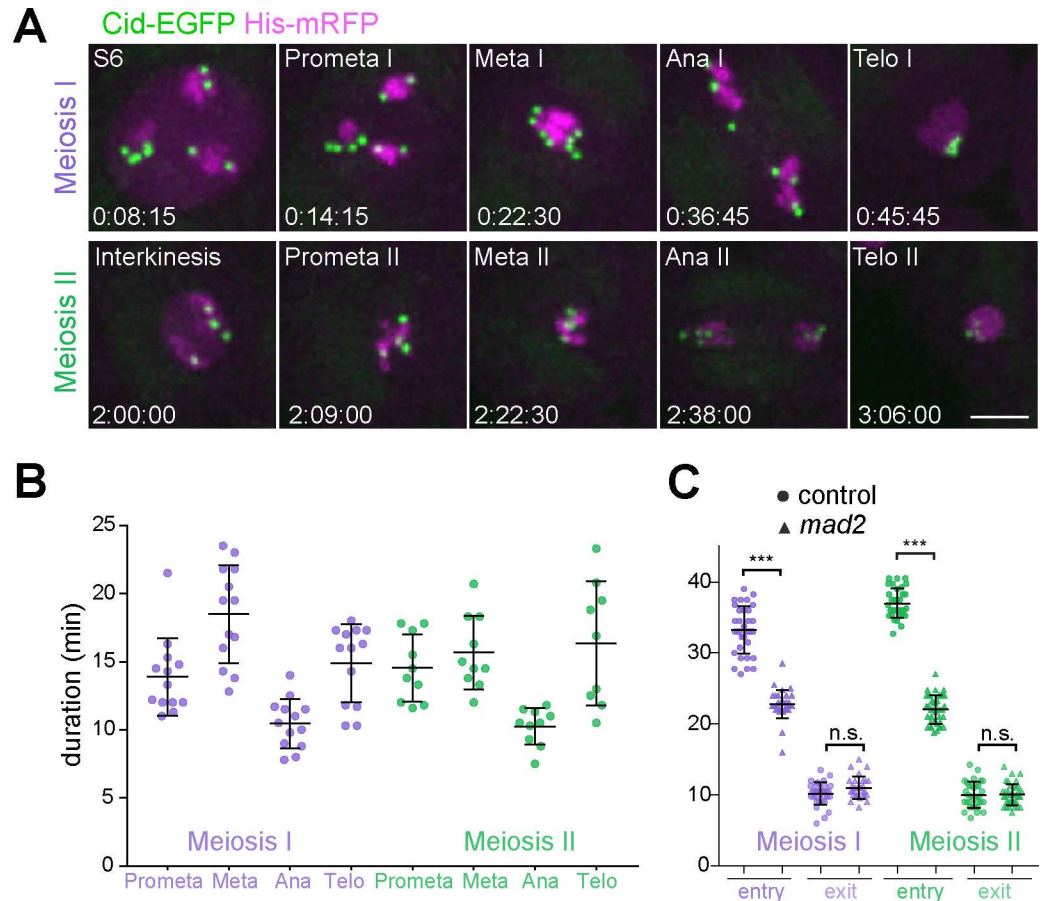 A
Cid-EGFP His-mRFP
Meiosis I
S6
Prometa I
Meta I
Ana I
Telo I
0:08:15
0:14:15
0:22:30
0:36:45
0:45:45
Meiosis II
Interkinesis
Prometa II
Meta II
Ana II
Telo II
2:00:00
2:09:00
2:22:30
2:38:00
3:06:00
B
duration (min)
25
20
15
10
5
0
Meiosis I
Meiosis II
Prometa Meta Ana Telo Prometa Meta Ana Telo
C
control
mad2
40
30
20
10
0
***
***
n.s.
n.s.
Meiosis I
Meiosis II
entry exit entry exit